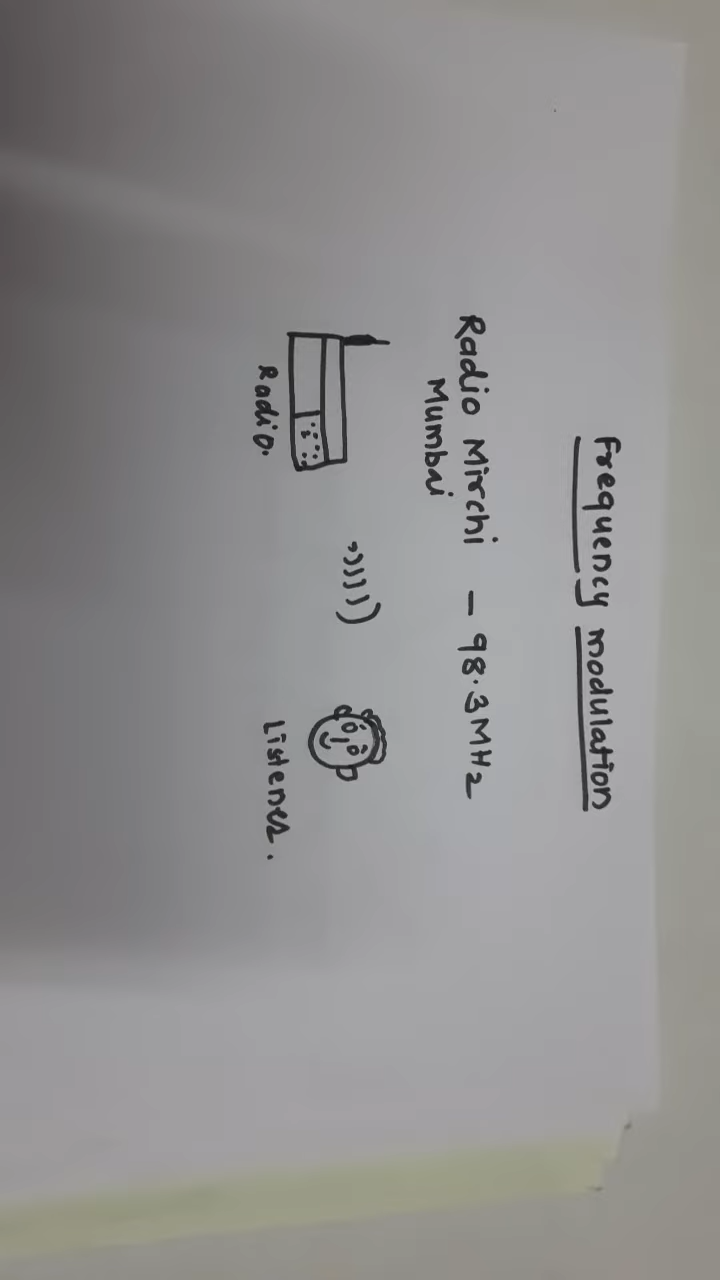 Frequency modulation
Radio Mirchi - 98.3MHz
Mumbai
Radio.
Listener.